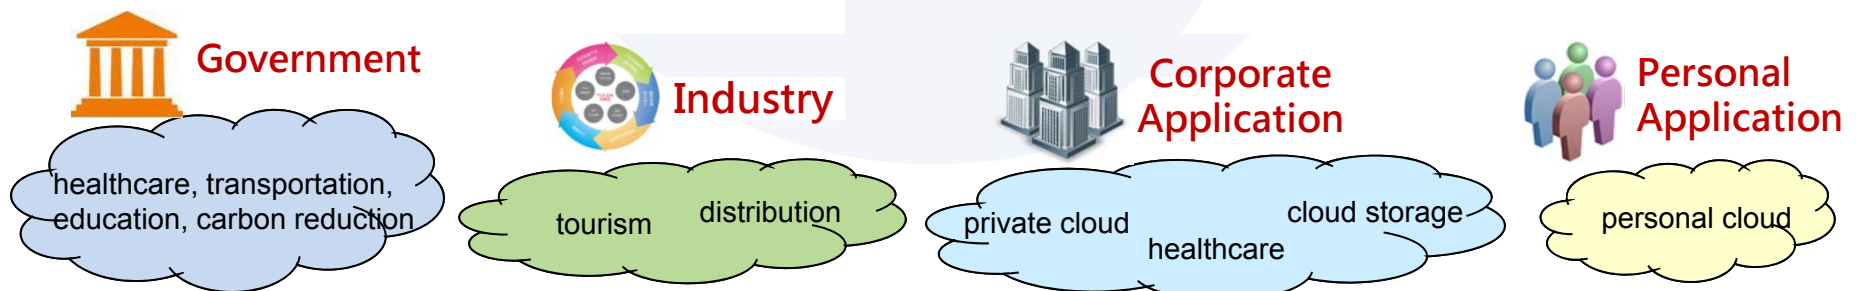 Government
healthcare, transportation,
education, carbon reduction
Industry
tourism
distribution
Corporate
Application
private cloud
cloud storage
healthcare
Personal
Application
personal cloud